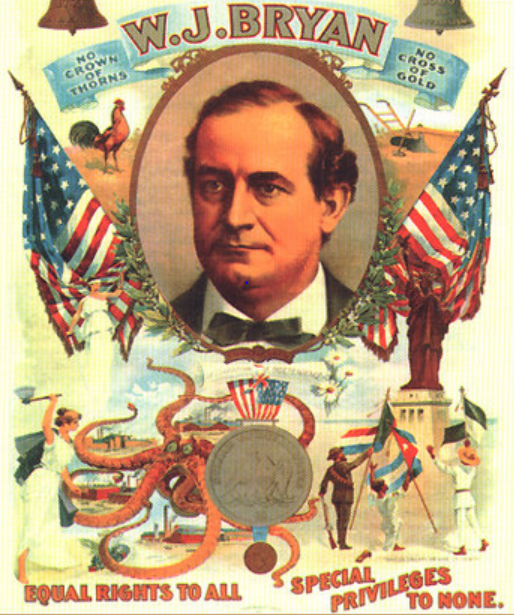 W. J. BRYAN
NO
CROWN
OF
THORNS
NO
CROSS
OF
GOLD
EQUAL RIGHTS TO ALL
SPECIAL
PRIVILEGES
TO NONE.